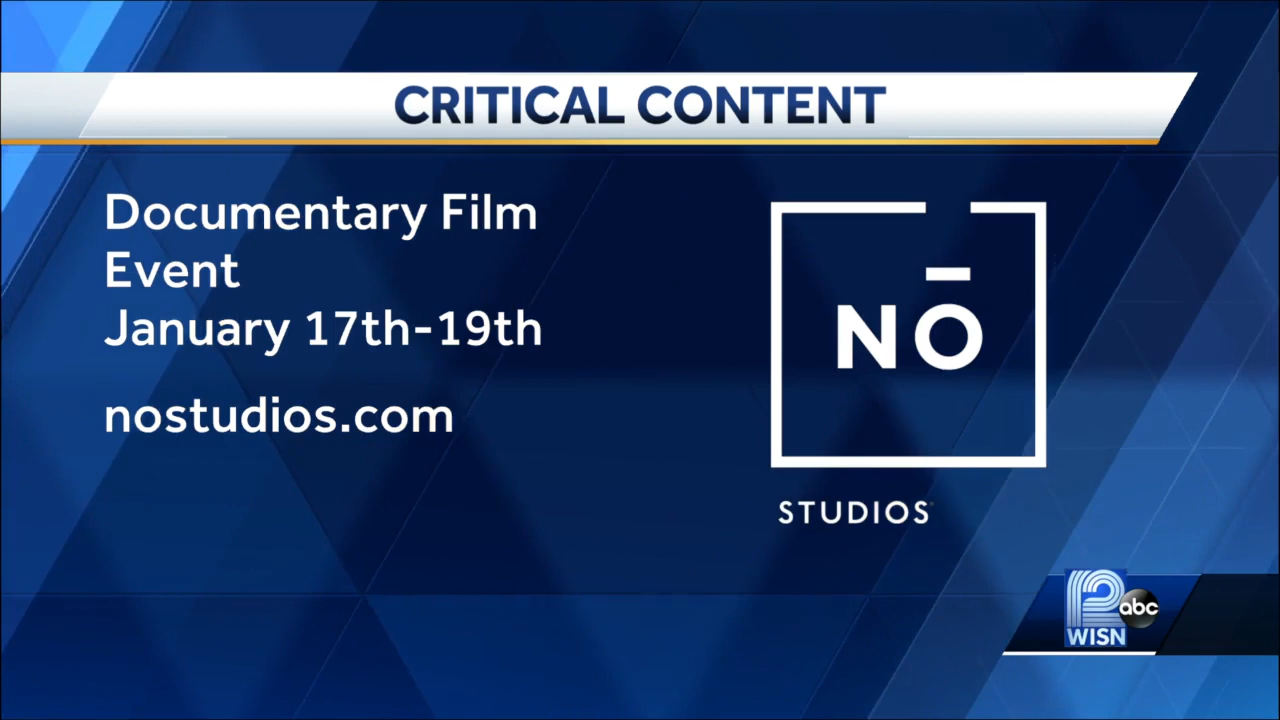 CRITICAL CONTENT
Documentary Film
Event
January 17th-19th
nostudios.com
NŌ
STUDIOS
12
abc
WISN